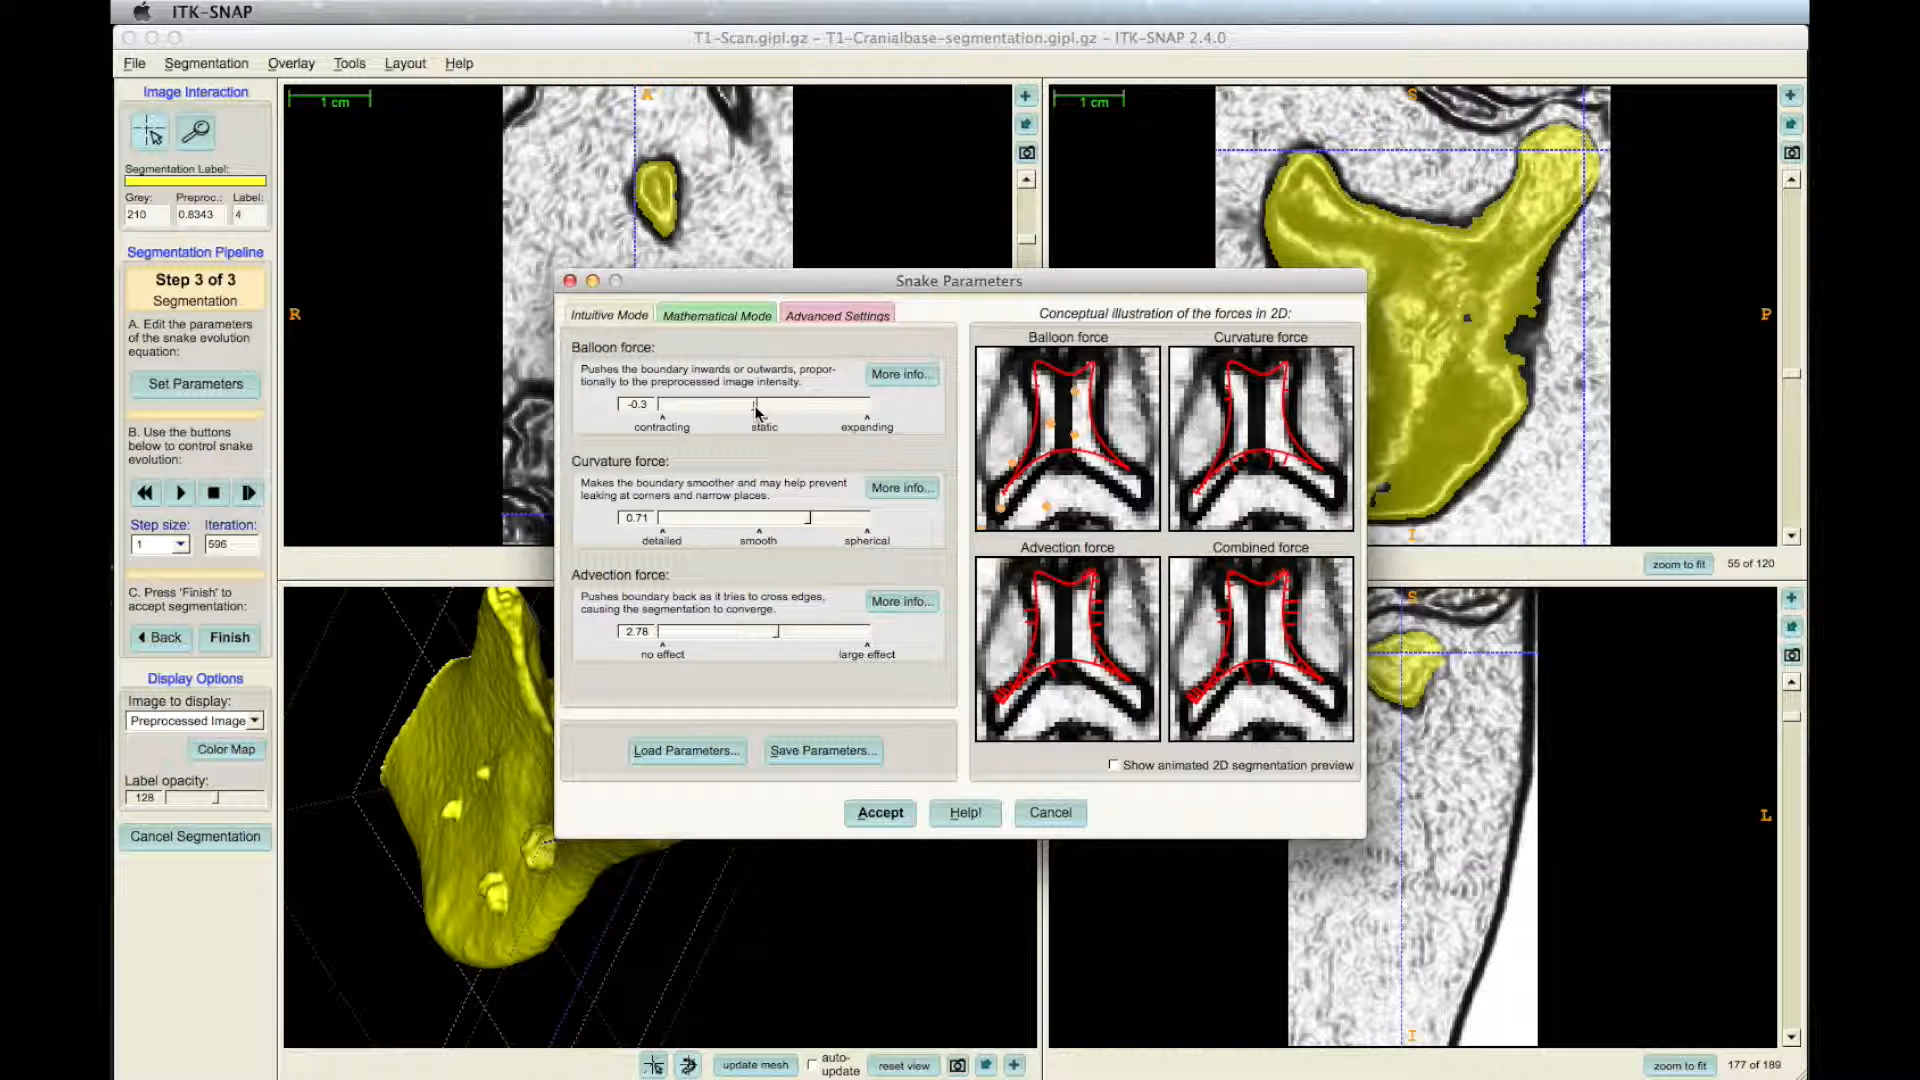 ITK-SNAP
T1-Scan.gipl.gz - T1-Cranialbase-segmentation.gipl.gz - ITK-SNAP 2.4.0
File Segmentation Overlay Tools Layout Help
Image Interaction
Segmentation Label:
Grey: Preproc.: Label:
210 0.8343 4
Segmentation Pipeline
Step 3 of 3
Segmentation
A. Edit the parameters
of the snake evolution
equation:
Set Parameters
B. Use the buttons
below to control snake
evolution:
Step size: Iteration:
1 596
C. Press 'Finish' to
accept segmentation:
Back Finish
Display Options
Image to display:
Preprocessed Image
Color Map
Label opacity:
128
Cancel Segmentation
1 cm
A
R
1 cm
S
P
I
zoom to fit 55 of 120
Snake Parameters
Intuitive Mode Mathematical Mode Advanced Settings
Balloon force:
Pushes the boundary inwards or outwards, propor-
tionally to the preprocessed image intensity.
More info...
-0.3
contracting static expanding
Curvature force:
Makes the boundary smoother and may help prevent
leaking at corners and narrow places.
More info...
0.71
detailed smooth spherical
Advection force:
Pushes boundary back as it tries to cross edges,
causing the segmentation to converge.
More info...
2.78
no effect large effect
Load Parameters... Save Parameters...
Conceptual illustration of the forces in 2D:
Balloon force Curvature force
Advection force Combined force
Show animated 2D segmentation preview
Accept Help! Cancel
S
L
I
update mesh auto-update reset view
zoom to fit 177 of 189